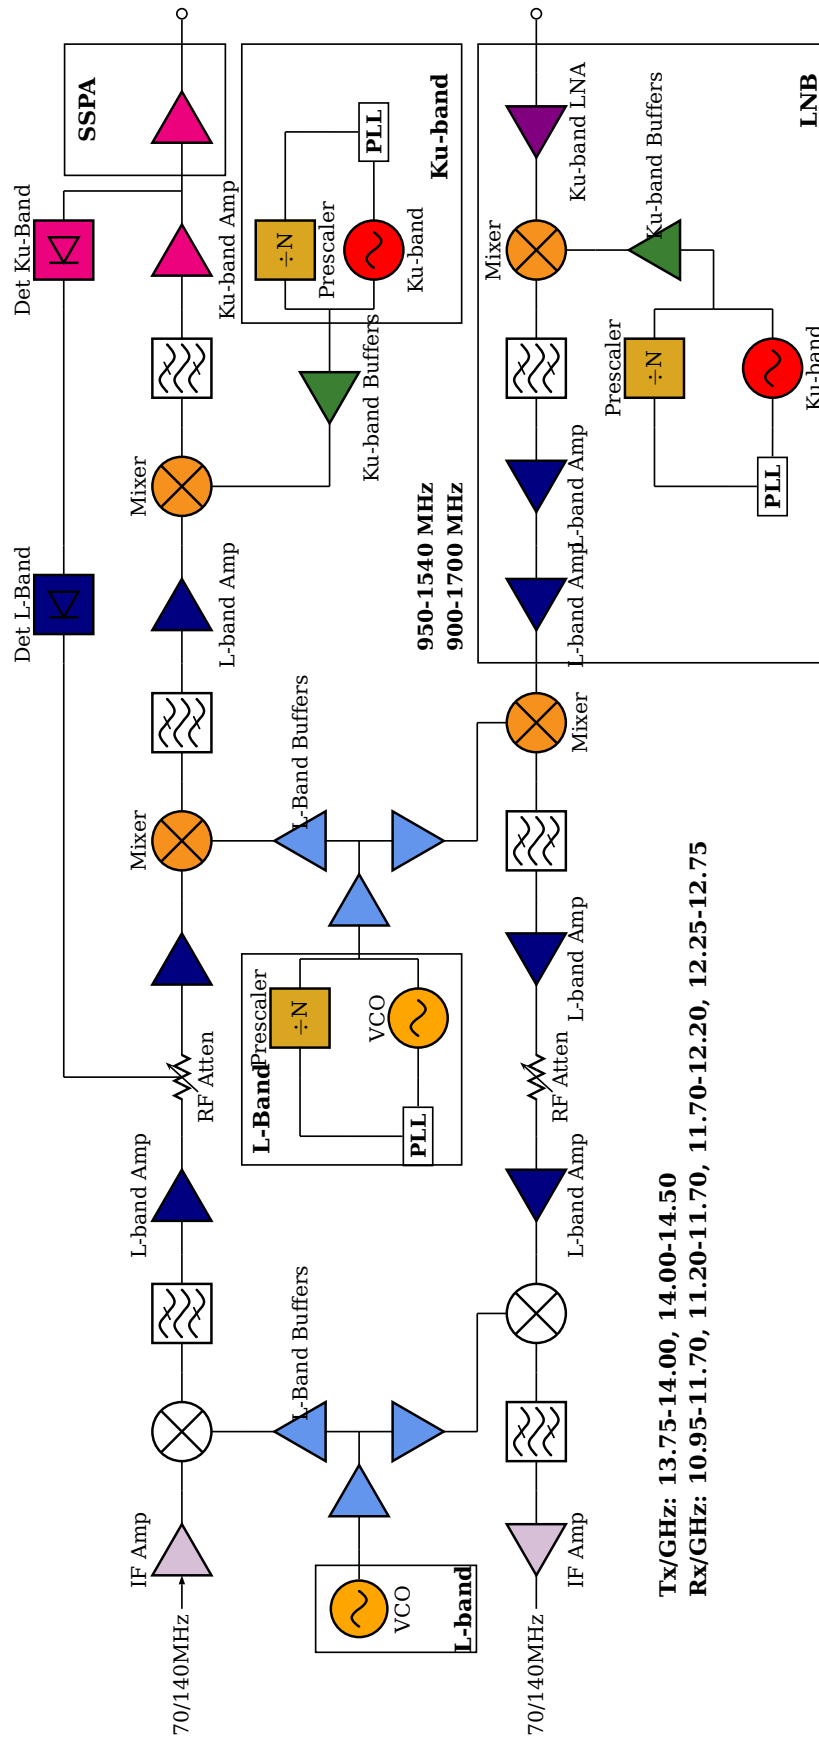 SSPA
Ku-band
LNB
Det Ku-Band
Ku-band Amp
÷N
Prescaler
PLL
Ku-band
Ku-band LNA
Mixer
Ku-band Buffers
Ku-band Buffers
Mixer
÷N
Prescaler
PLL
Ku-band
L-band Amp
L-band Amp
950-1540 MHz
900-1700 MHz
Det L-Band
L-band Amp
L-Band Buffers
Mixer
Mixer
L-Band
÷N
Prescaler
VCO
PLL
L-band Amp
RF Atten
RF Atten
L-band Amp
L-band Amp
L-Band Buffers
IF Amp
70/140MHz
VCO
L-band
IF Amp
70/140MHz
Tx/GHz: 13.75-14.00, 14.00-14.50
Rx/GHz: 10.95-11.70, 11.20-11.70, 11.70-12.20, 12.25-12.75